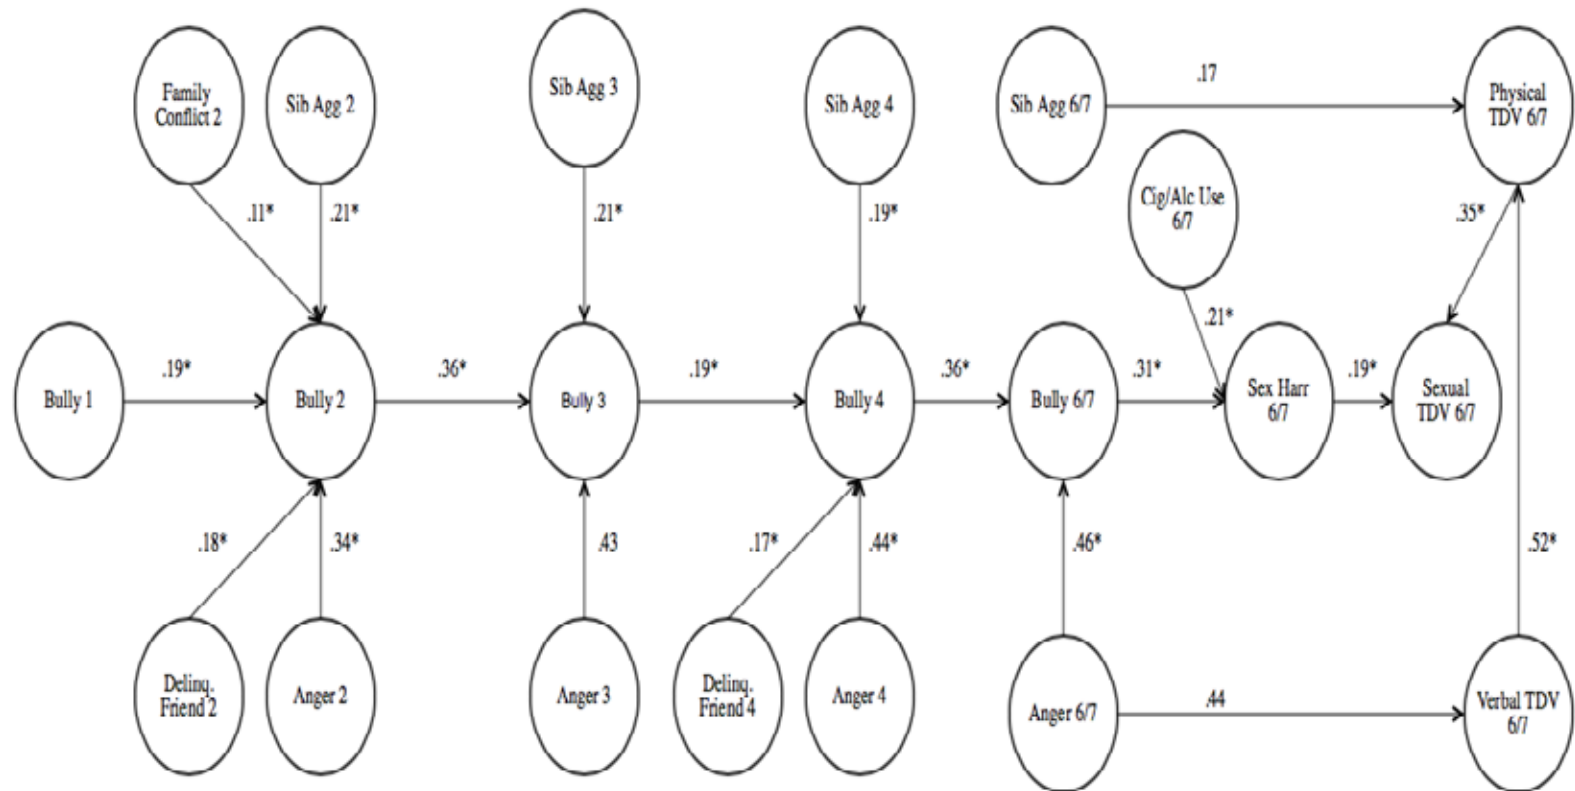 Family
Conflict 2
Sib Agg 2
Sib Agg 3
Sib Agg 4
Sib Agg 6/7
.17
Physical
TDV 6/7
Cig/Alc Use
6/7
.11*
.21*
.21*
.19*
.35*
.21*
Bully 1
.19*
Bully 2
.36*
Bully 3
.19*
Bully 4
.36*
Bully 6/7
.31*
Sex Harr
6/7
.19*
Sexual
TDV 6/7
.18*
.34*
.43
.17*
.44*
.46*
.52*
Delinq.
Friend 2
Anger 2
Anger 3
Delinq.
Friend 4
Anger 4
Anger 6/7
.44
Verbal TDV
6/7